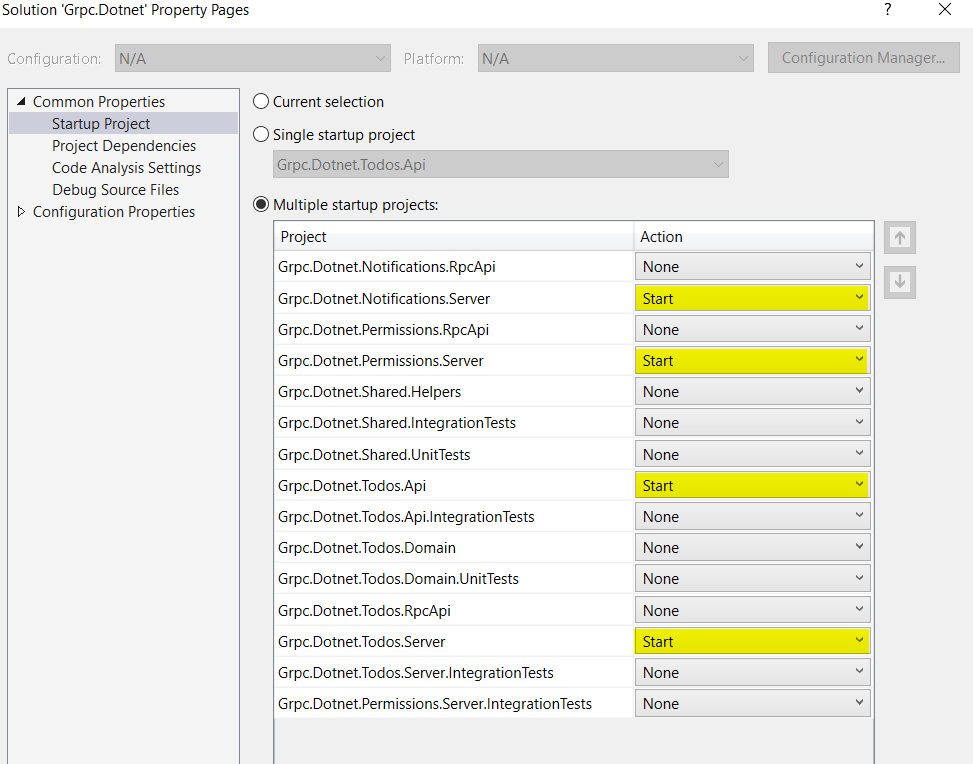 Solution 'Grpc.Dotnet' Property Pages ?
Configuration: N/A Platform: N/A Configuration Manager...
Common Properties
Startup Project
Project Dependencies
Code Analysis Settings
Debug Source Files
Configuration Properties
Current selection
Single startup project
Grpc.Dotnet.Todos.Api
Multiple startup projects:
Project Action
Grpc.Dotnet.Notifications.RpcApi None
Grpc.Dotnet.Notifications.Server Start
Grpc.Dotnet.Permissions.RpcApi None
Grpc.Dotnet.Permissions.Server Start
Grpc.Dotnet.Shared.Helpers None
Grpc.Dotnet.Shared.IntegrationTests None
Grpc.Dotnet.Shared.UnitTests None
Grpc.Dotnet.Todos.Api Start
Grpc.Dotnet.Todos.Api.IntegrationTests None
Grpc.Dotnet.Todos.Domain None
Grpc.Dotnet.Todos.Domain.UnitTests None
Grpc.Dotnet.Todos.RpcApi None
Grpc.Dotnet.Todos.Server Start
Grpc.Dotnet.Todos.Server.IntegrationTests None
Grpc.Dotnet.Permissions.Server.IntegrationTests None